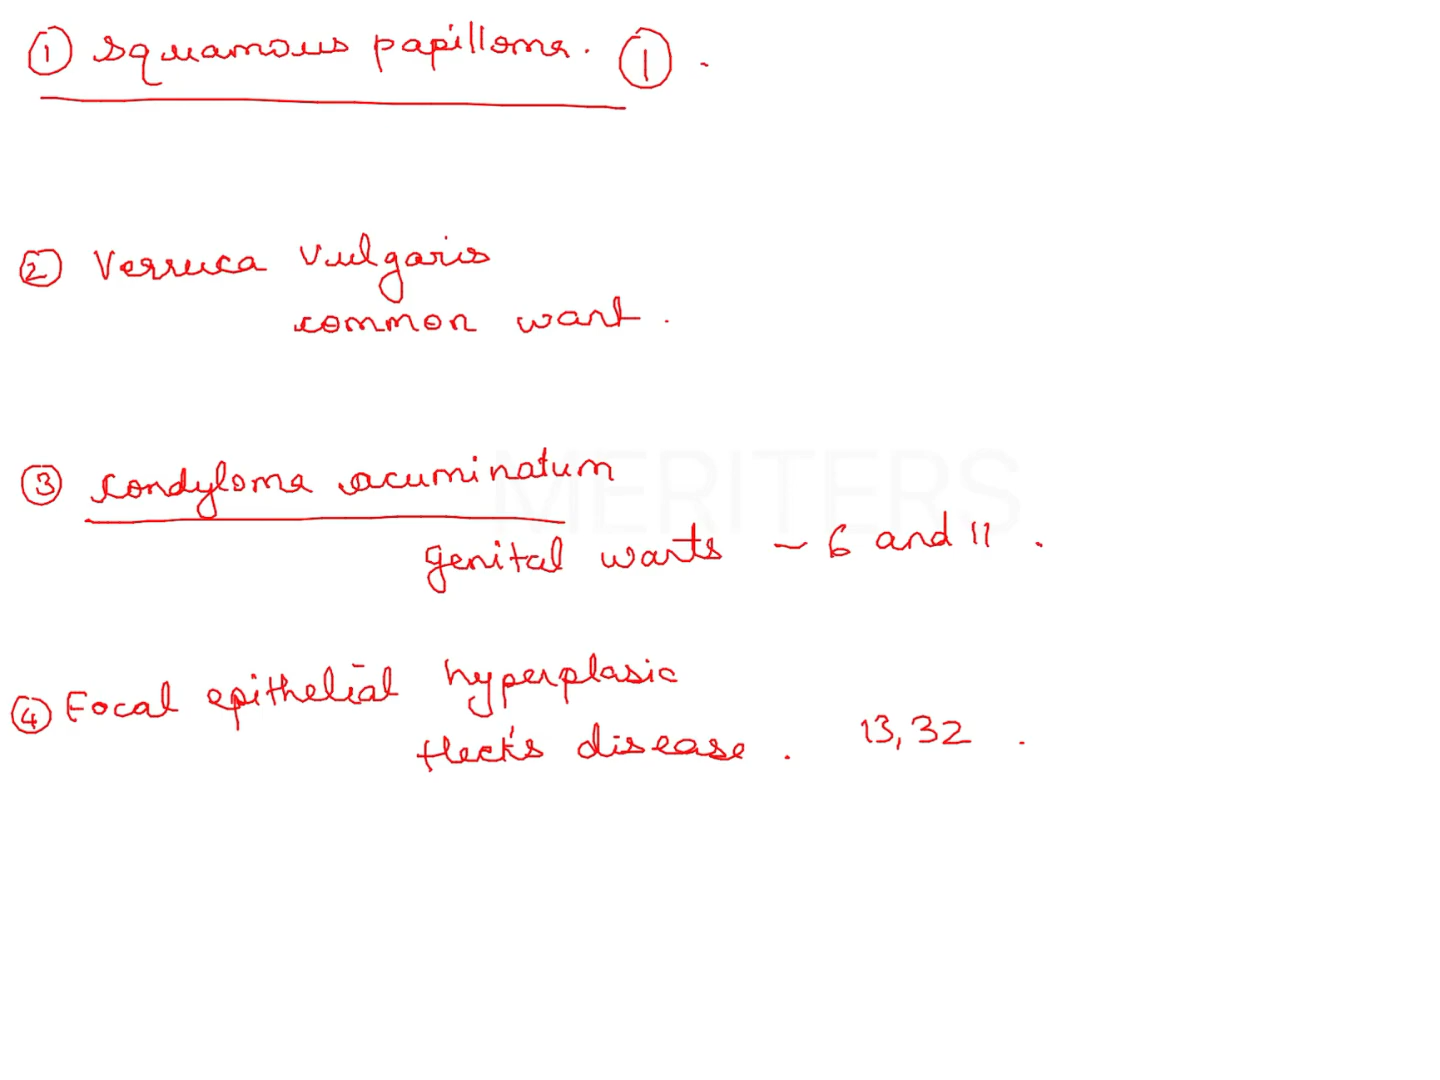 ① squamous papilloma. ① .
② Verruca vulgaris
common wart .
MERITERS
③ condyloma acuminatum
genital warts – 6 and 11 .
④ Focal epithelial hyperplasia
Heck's disease . 13, 32 .